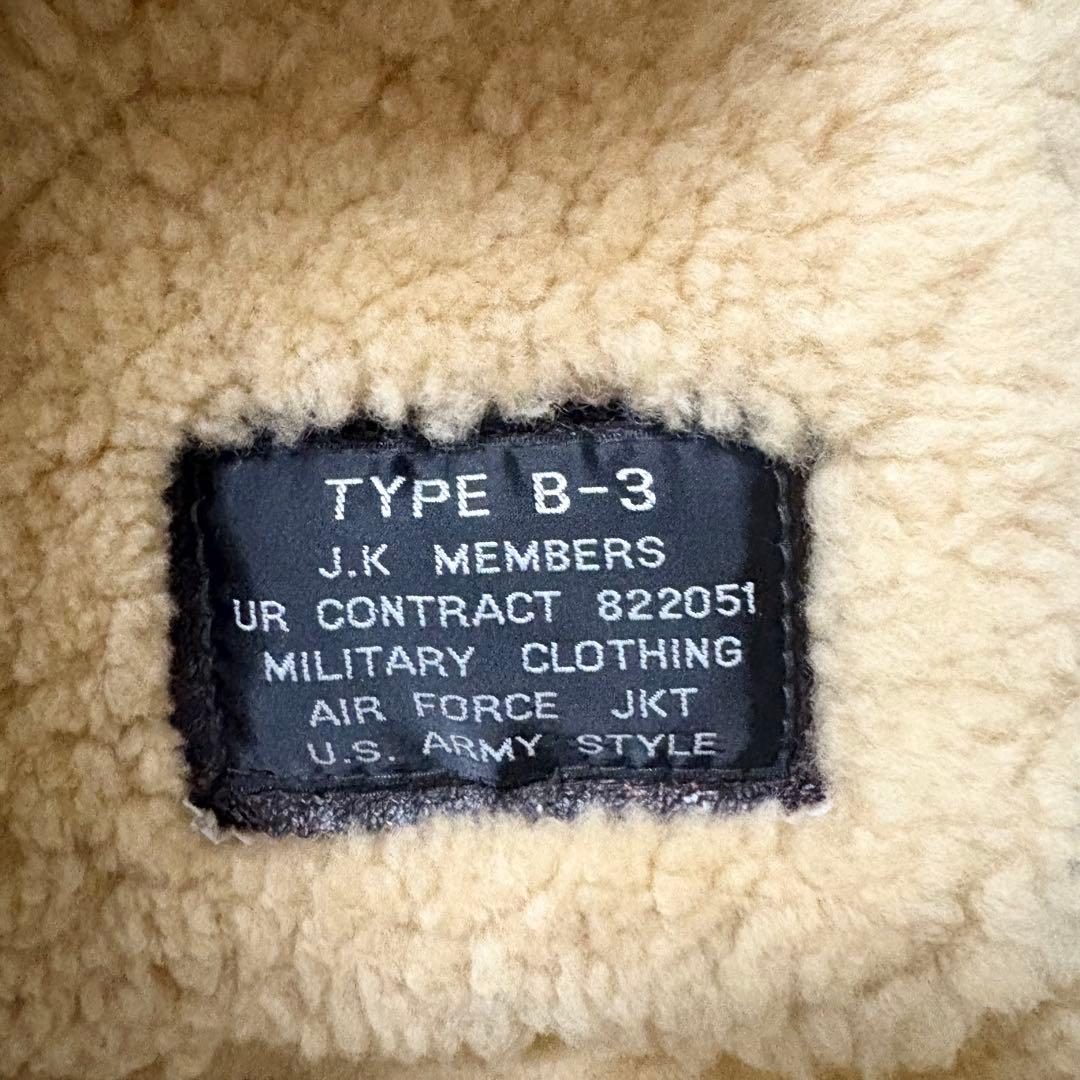 TYPE B-3
J.K MEMBERS
UR CONTRACT 822051
MILITARY CLOTHING
AIR FORCE JKT
U.S. ARMY STYLE